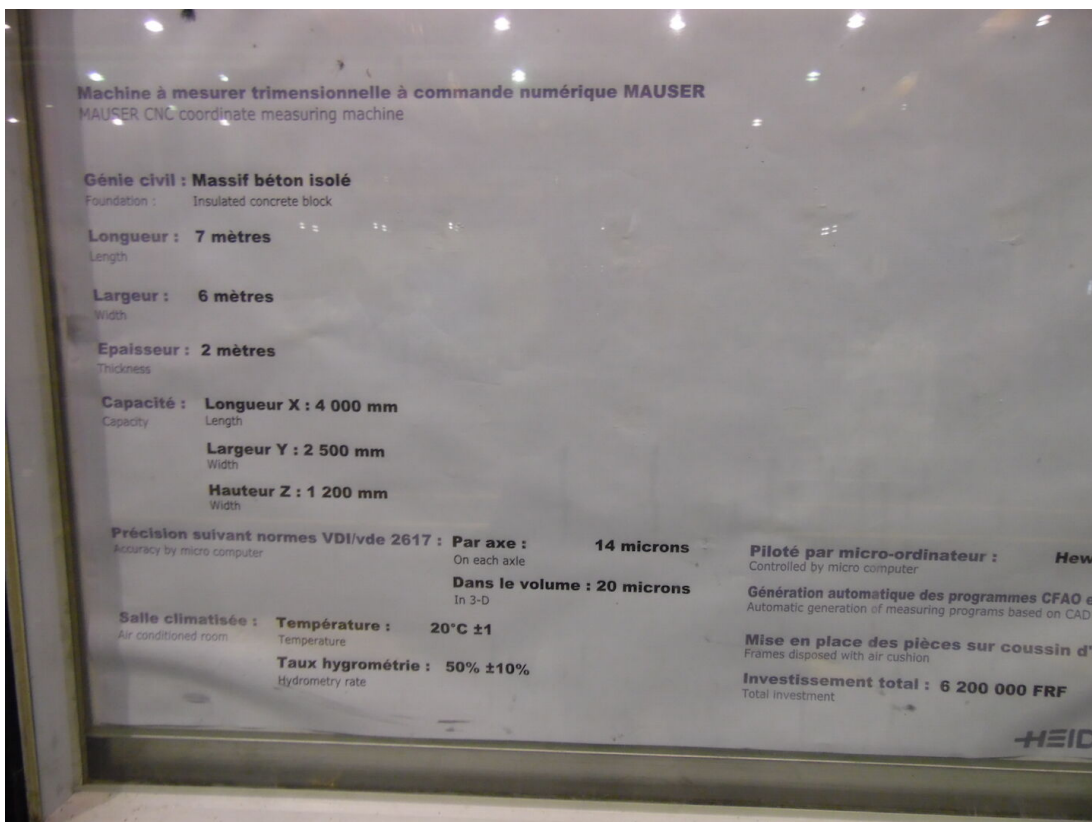 Machine à mesurer trimensionnelle à commande numérique MAUSER
MAUSER CNC coordinate measuring machine
Génie civil : Massif béton isolé
Foundation : Insulated concrete block
Longueur : 7 mètres
Length
Largeur : 6 mètres
Width
Epaisseur : 2 mètres
Thickness
Capacité : Longueur X : 4 000 mm
Capacity Length
Largeur Y : 2 500 mm
Width
Hauteur Z : 1 200 mm
Width
Précision suivant normes VDI/vde 2617 : Par axe : 14 microns
Accuracy by micro computer On each axle
Dans le volume : 20 microns
In 3-D
Salle climatisée : Température : 20°C ±1
Air conditioned room Temperature
Taux hygrométrie : 50% ±10%
Hydrometry rate
Piloté par micro-ordinateur : Hew
Controlled by micro computer
Génération automatique des programmes CFAO e
Automatic generation of measuring programs based on CAD
Mise en place des pièces sur coussin d'
Frames disposed with air cushion
Investissement total : 6 200 000 FRF
Total investment
HEID